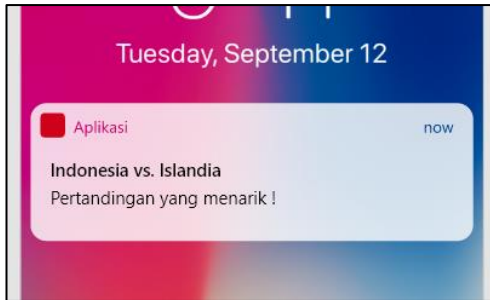 Tuesday, September 12
Aplikasi
now
Indonesia vs. Islandia
Pertandingan yang menarik !